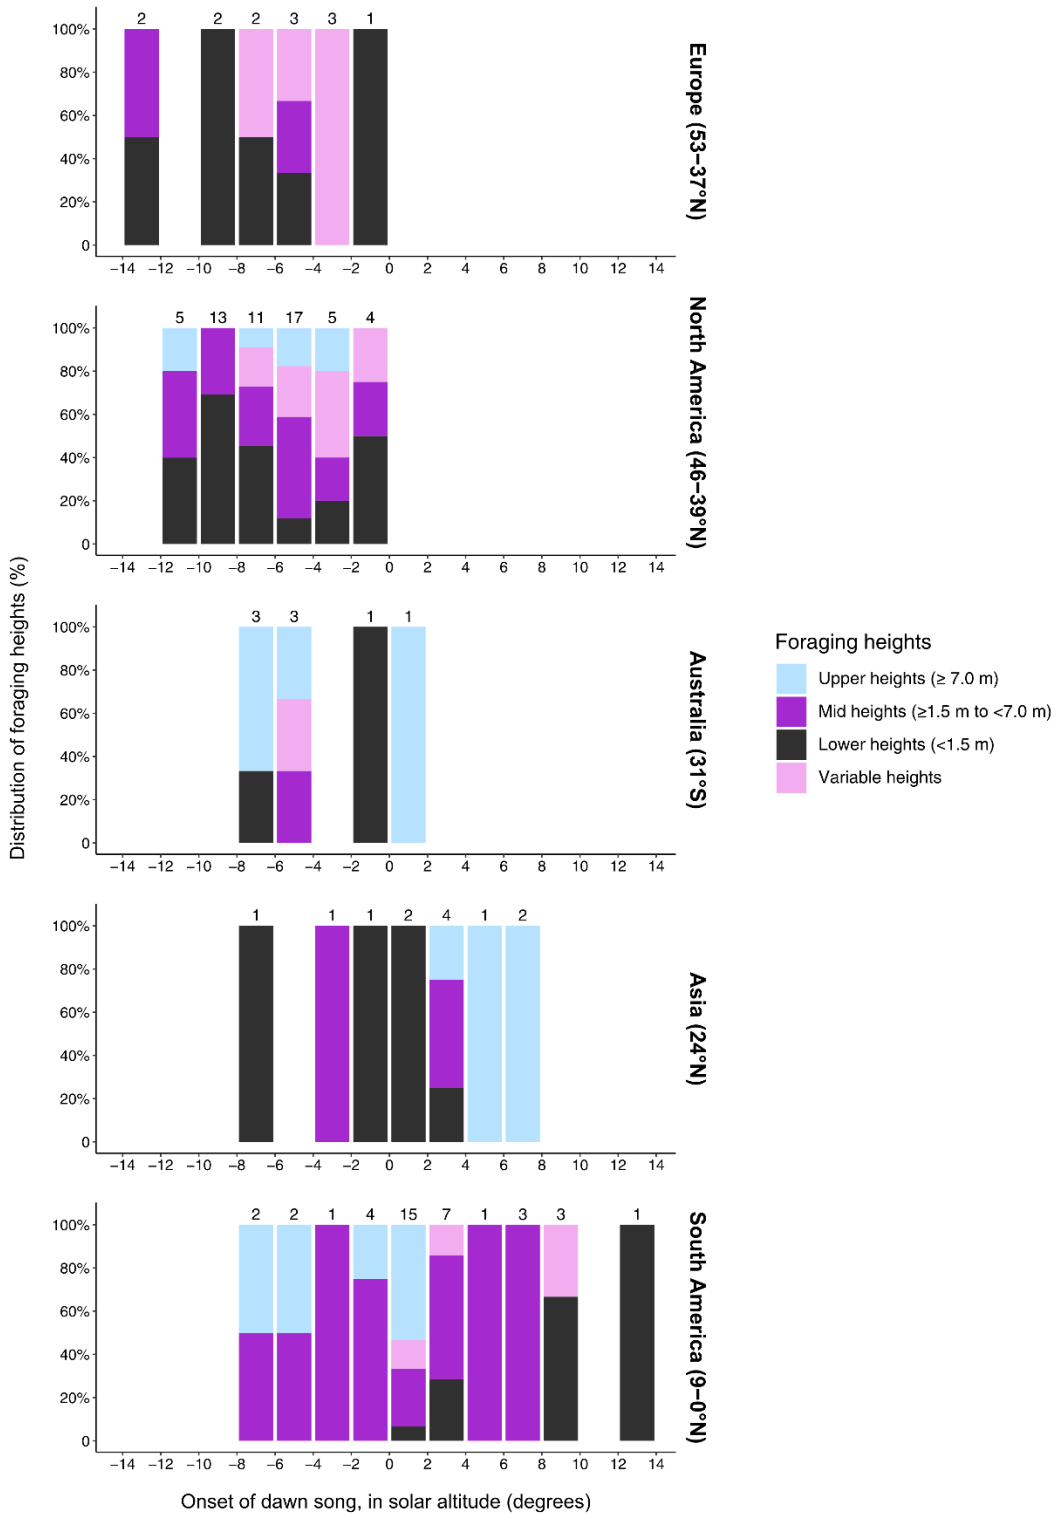 2 2 2 3 3 1
100%
80%
60%
40%
20%
0
−14 −12 −10 −8 −6 −4 −2 0 2 4 6 8 10 12 14
Europe (53−37°N)
5 13 11 17 5 4
100%
80%
60%
40%
20%
0
−14 −12 −10 −8 −6 −4 −2 0 2 4 6 8 10 12 14
North America (46−39°N)
Distribution of foraging heights (%)
3 3 1 1
100%
80%
60%
40%
20%
0
−14 −12 −10 −8 −6 −4 −2 0 2 4 6 8 10 12 14
Australia (31°S)
Foraging heights
Upper heights (≥ 7.0 m)
Mid heights (≥1.5 m to <7.0 m)
Lower heights (<1.5 m)
Variable heights
1 1 1 2 4 1 2
100%
80%
60%
40%
20%
0
−14 −12 −10 −8 −6 −4 −2 0 2 4 6 8 10 12 14
Asia (24°N)
2 2 1 4 15 7 1 3 3 1
100%
80%
60%
40%
20%
0
−14 −12 −10 −8 −6 −4 −2 0 2 4 6 8 10 12 14
South America (9−0°N)
Onset of dawn song, in solar altitude (degrees)